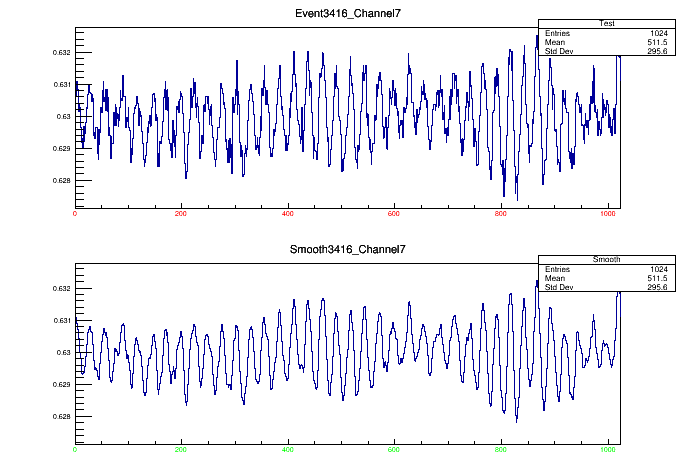 Event3416_Channel7
Test
Entries 1024
Mean 511.5
Std Dev 295.6
0.632
0.631
0.63
0.629
0.628
0 200 400 600 800 1000
Smooth3416_Channel7
Smooth
Entries 1024
Mean 511.5
Std Dev 295.6
0.632
0.631
0.63
0.629
0.628
0 200 400 600 800 1000